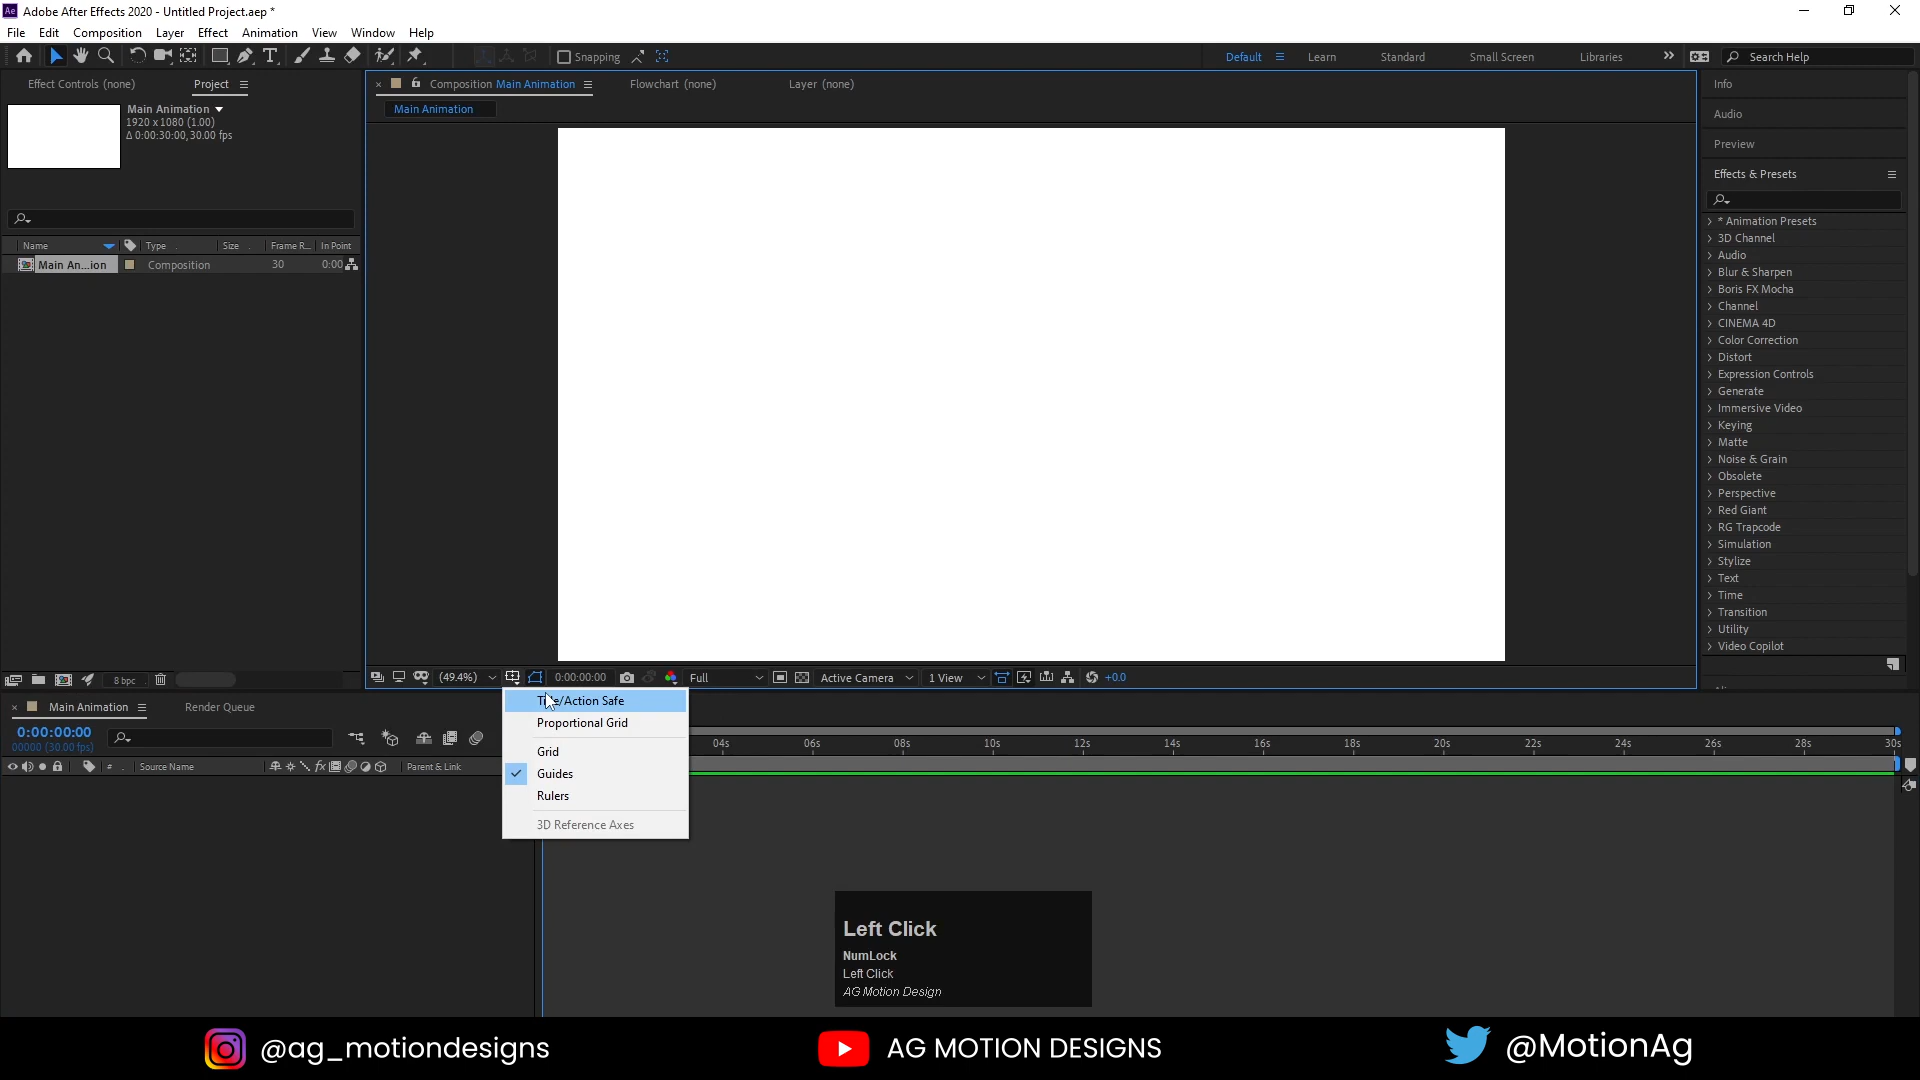 Ae Adobe After Effects 2020 - Untitled Project.aep *
File Edit Composition Layer Effect Animation View Window Help
Snapping
Default Learn Standard Small Screen Libraries Search Help
Effect Controls (none) Project
Main Animation
1920 x 1080 (1.00)
Δ 0:00:30:00, 30.00 fps
Name Type Size Frame R... In Point
Main An...ion Composition 30 0:00
8 bpc
Composition Main Animation Flowchart (none) Layer (none)
Main Animation
(49.4%) 0:00:00:00 Full Active Camera 1 View +0.0
Title/Action Safe
Proportional Grid
Grid
Guides
Rulers
3D Reference Axes
Info
Audio
Preview
Effects & Presets
* Animation Presets
3D Channel
Audio
Blur & Sharpen
Boris FX Mocha
Channel
CINEMA 4D
Color Correction
Distort
Expression Controls
Generate
Immersive Video
Keying
Matte
Noise & Grain
Obsolete
Perspective
Red Giant
RG Trapcode
Simulation
Stylize
Text
Time
Transition
Utility
Video Copilot
Main Animation Render Queue
0:00:00:00
00000 (30.00 fps)
# Source Name Parent & Link
04s 06s 08s 10s 12s 14s 16s 18s 20s 22s 24s 26s 28s 30s
Left Click
NumLock
Left Click
AG Motion Design
@ag_motiondesigns AG MOTION DESIGNS @MotionAg